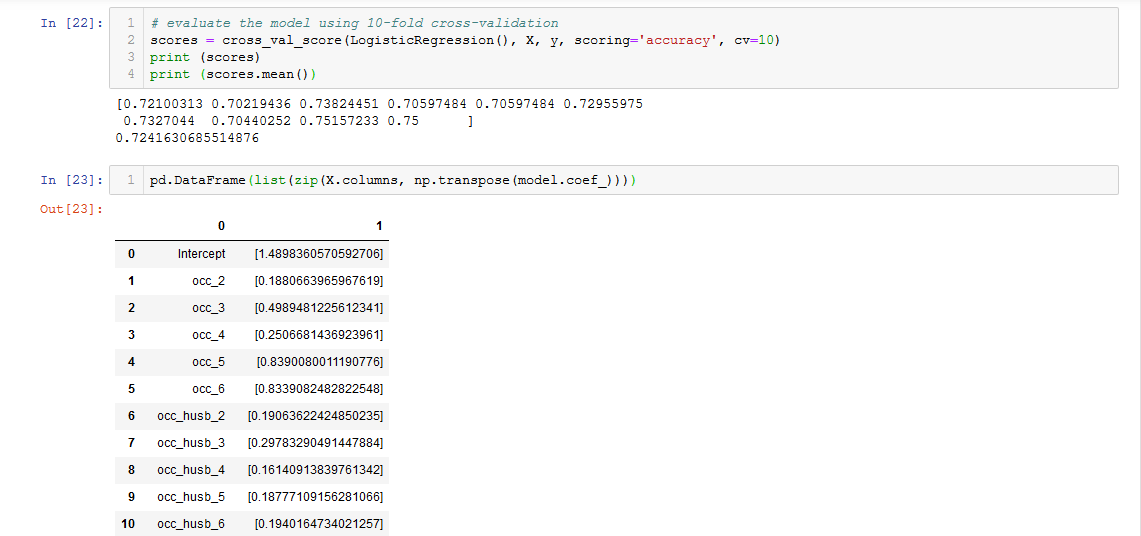 In [22]:
1 # evaluate the model using 10-fold cross-validation
2 scores = cross_val_score(LogisticRegression(), X, y, scoring='accuracy', cv=10)
3 print (scores)
4 print (scores.mean())
[0.72100313 0.70219436 0.73824451 0.70597484 0.70597484 0.72955975
0.7327044 0.70440252 0.75157233 0.75 ]
0.7241630685514876
In [23]: 1 pd.DataFrame(list(zip(X.columns, np.transpose(model.coef_))))
Out[23]:
0 1
0 Intercept [1.4898360570592706]
1 occ_2 [0.1880663965967619]
2 occ_3 [0.4989481225612341]
3 occ_4 [0.2506681436923961]
4 occ_5 [0.8390080011190776]
5 occ_6 [0.8339082482822548]
6 occ_husb_2 [0.19063622424850235]
7 occ_husb_3 [0.29783290491447884]
8 occ_husb_4 [0.16140913839761342]
9 occ_husb_5 [0.18777109156281066]
10 occ_husb_6 [0.1940164734021257]